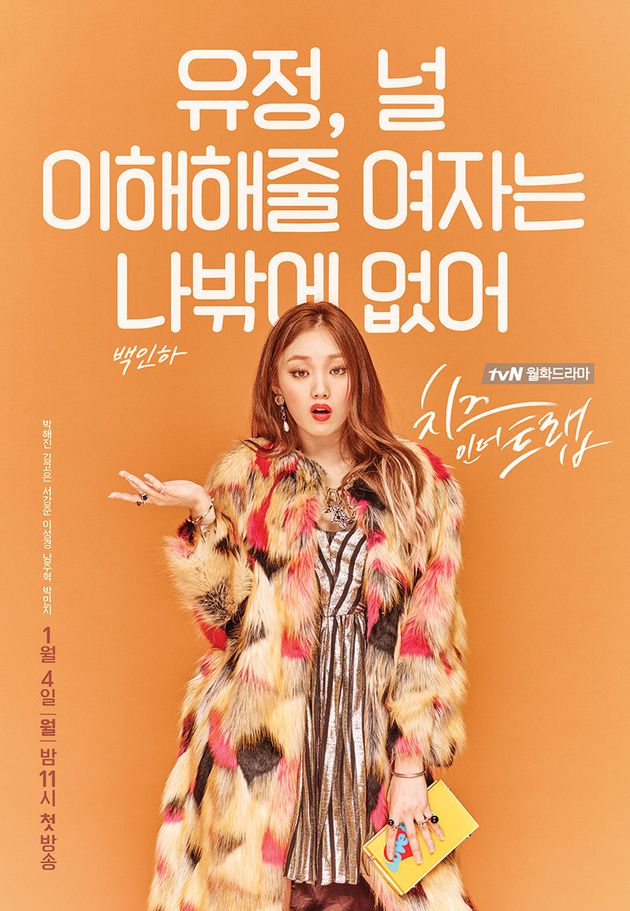 유정, 널
이해해줄 여자는
나밖에 없어
백인하
tvN 월화드라마
치즈
인더트랩
박해진 김고은 서강준 이성경 남주혁 박민지
1월 4일 | 월 | 밤 11시 첫방송